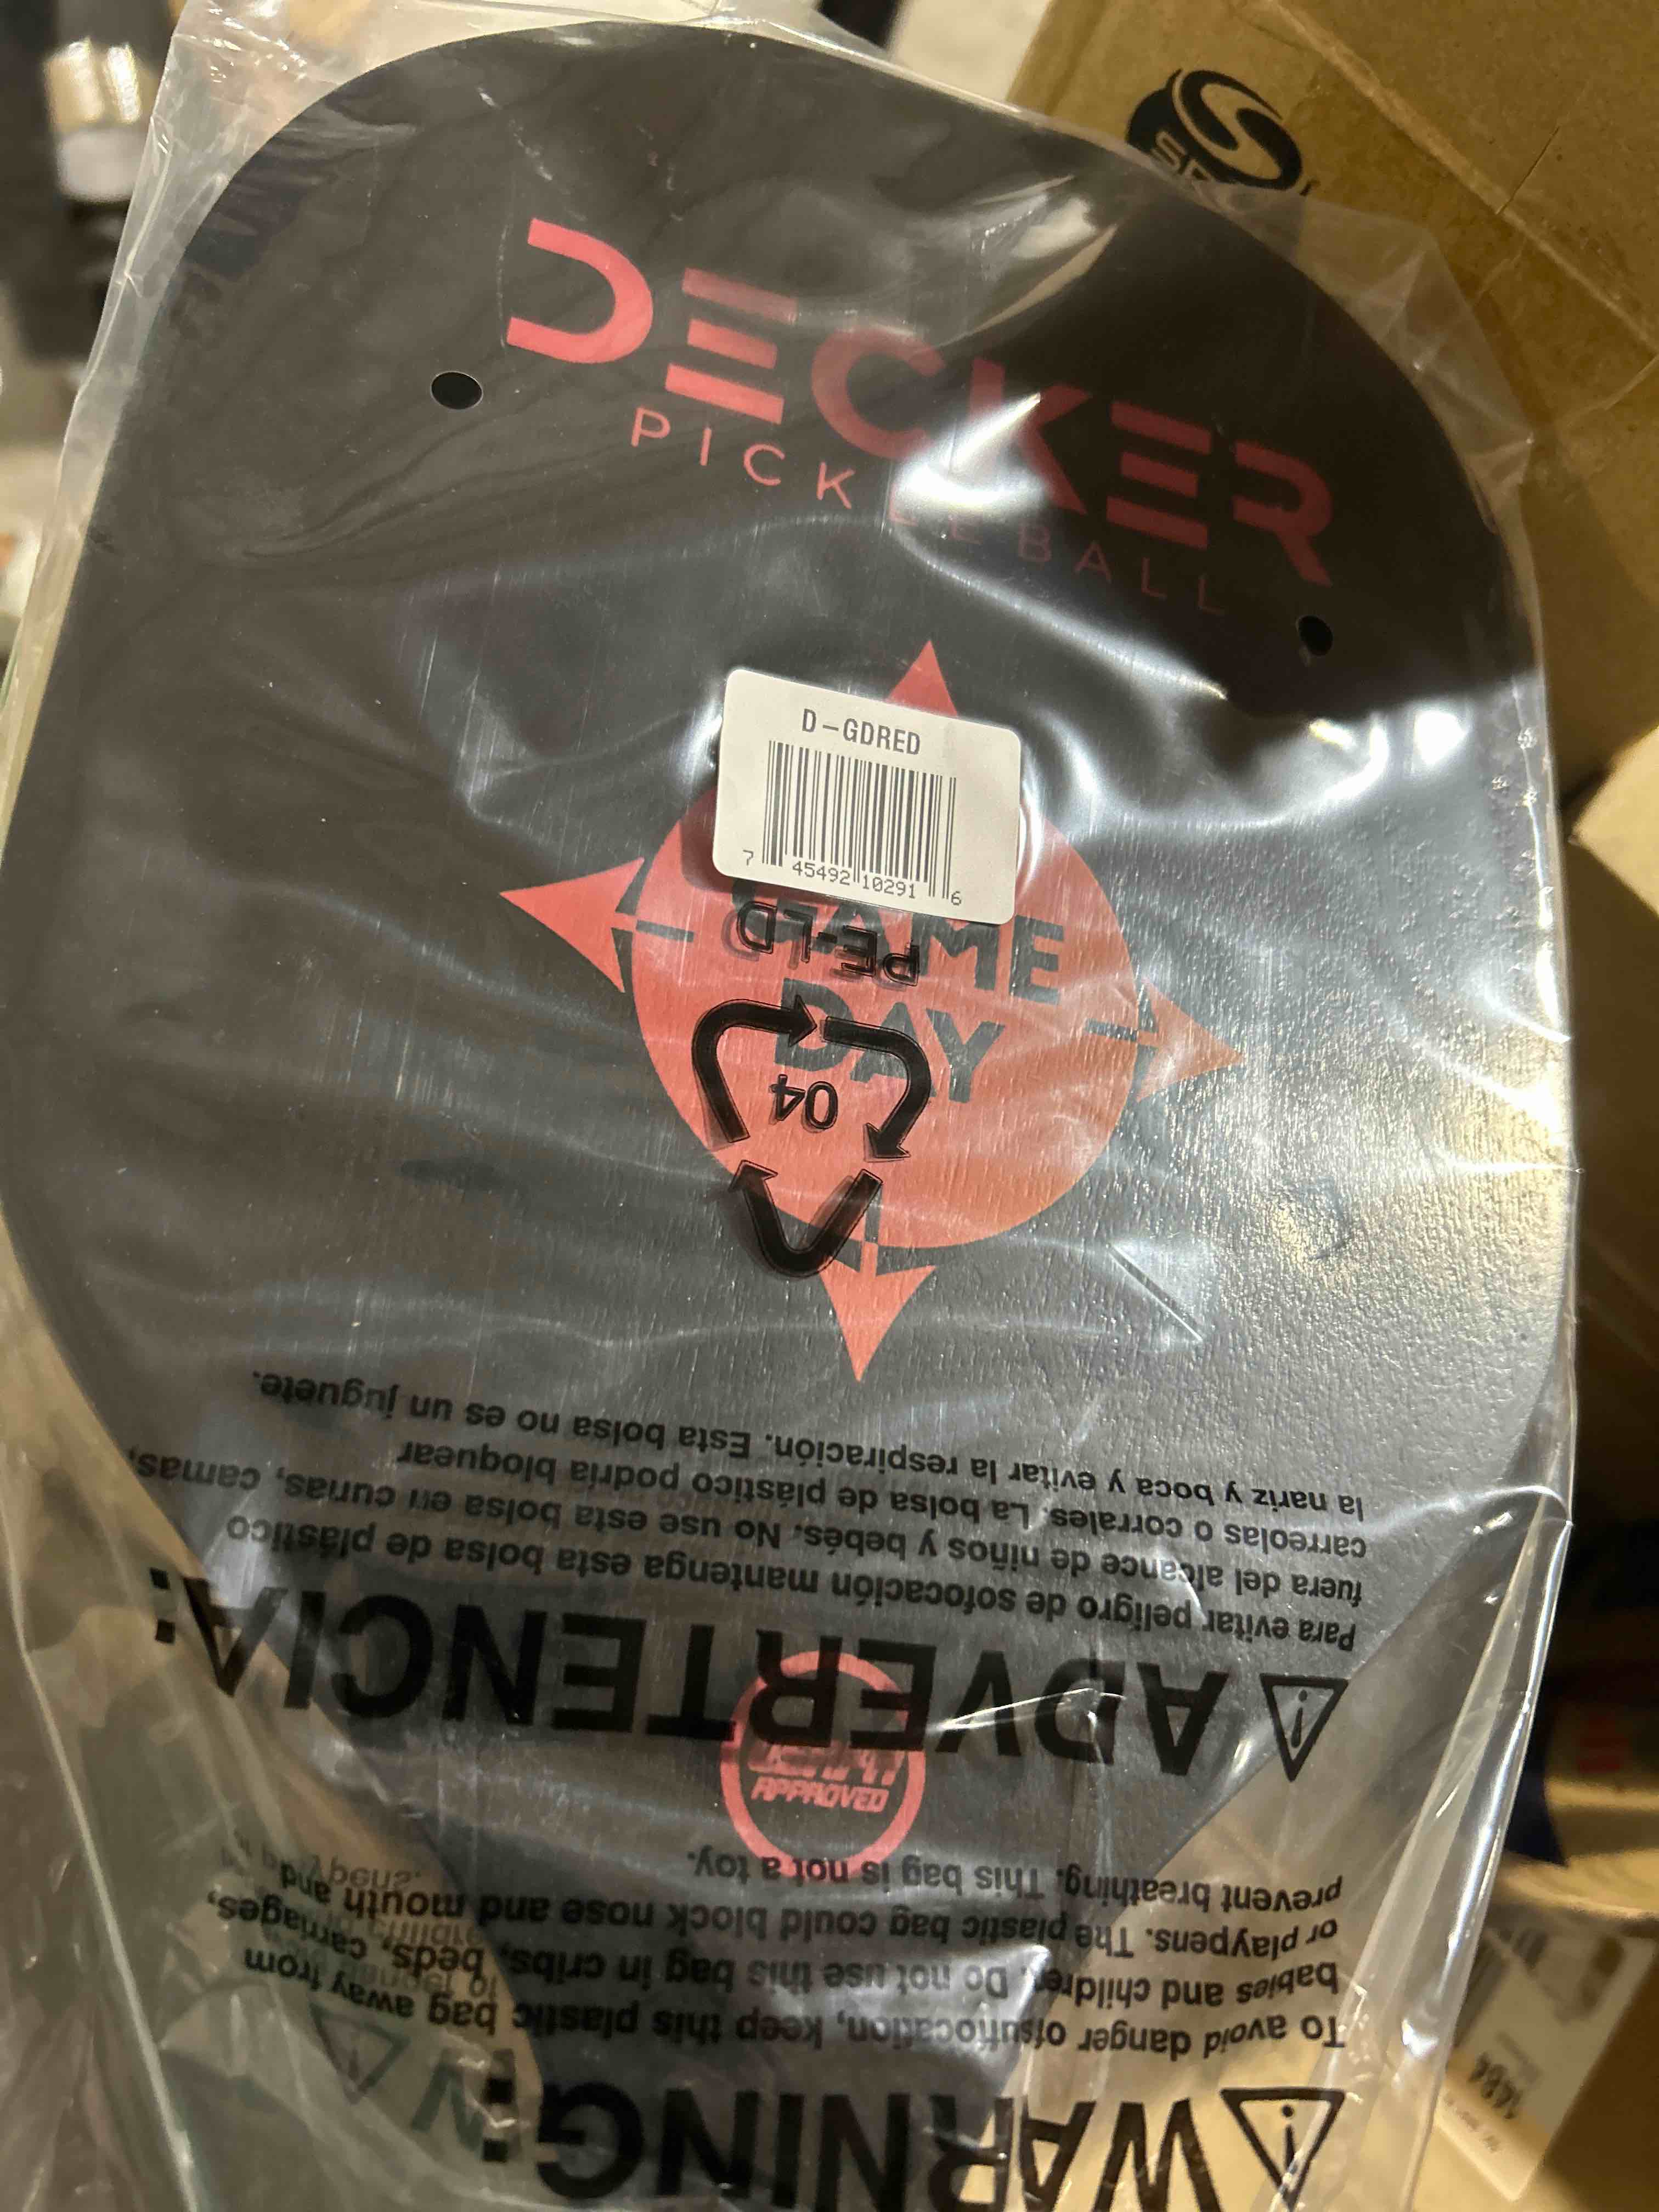 DECKER
PICKLEBALL
D-GDRED
7 45492 10291 6
GAME
DAY
PE-LD
04
APPROVED
⚠ WARNING:
To avoid danger ofsuffocation, keep this plastic bag away from
babies and children. Do not use this bag in cribs, beds, carriages,
or playpens. The plastic bag could block nose and mouth and
prevent breathing. This bag is not a toy.
⚠ ADVERTENCIA:
Para evitar peligro de sofocación mantenga esta bolsa de plástico
fuera del alcance de niños y bebés. No use esta bolsa en cunas, camas,
carreolas o corrales. La bolsa de plástico podría bloquear
la nariz y boca y evitar la respiración. Esta bolsa no es un juguete.